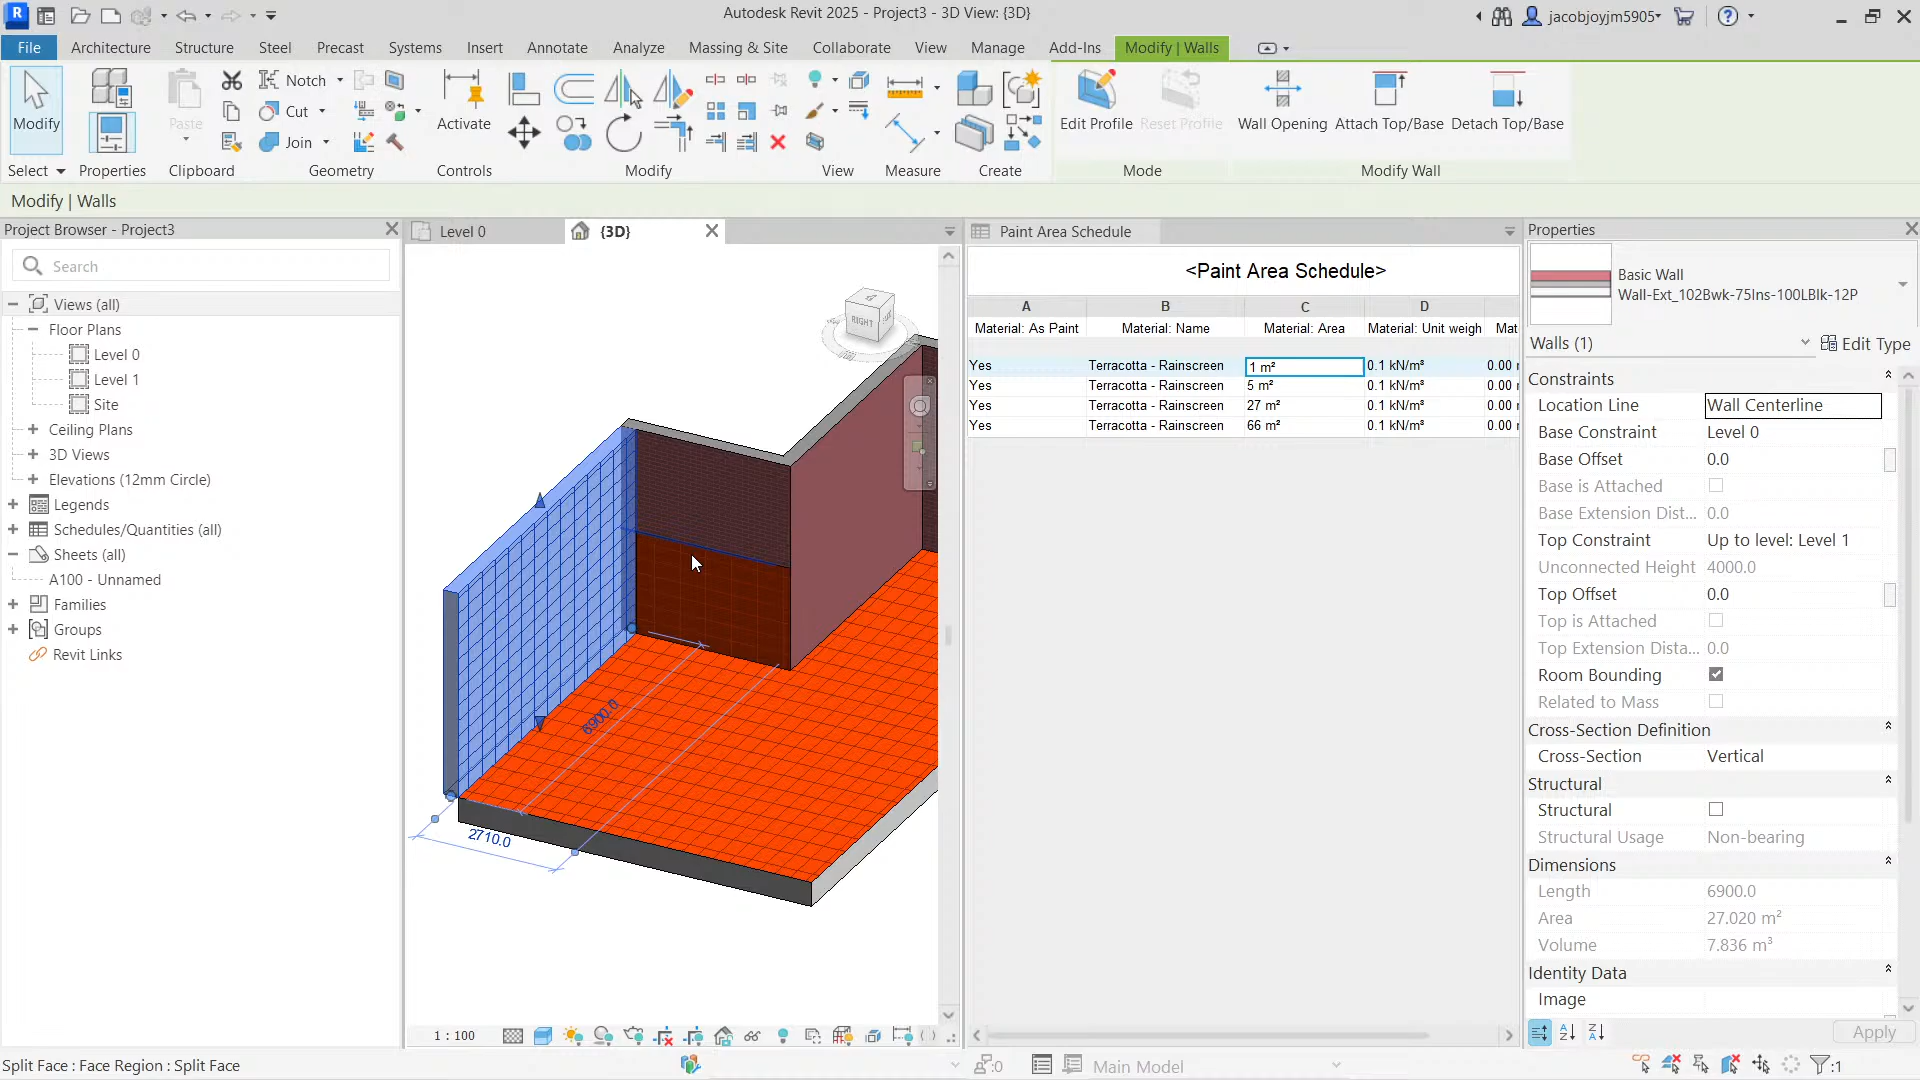 Autodesk Revit 2025 - Project3 - 3D View: {3D}
jacobjoyjm5905
File
Architecture
Structure
Steel
Precast
Systems
Insert
Annotate
Analyze
Massing & Site
Collaborate
View
Manage
Add-Ins
Modify | Walls
Modify
Paste
Notch
Cut
Join
Activate
Edit Profile
Reset Profile
Wall Opening
Attach Top/Base
Detach Top/Base
Select
Properties
Clipboard
Geometry
Controls
Modify
View
Measure
Create
Mode
Modify Wall
Modify | Walls
Project Browser - Project3
Search
Views (all)
Floor Plans
Level 0
Level 1
Site
Ceiling Plans
3D Views
Elevations (12mm Circle)
Legends
Schedules/Quantities (all)
Sheets (all)
A100 - Unnamed
Families
Groups
Revit Links
Level 0
{3D}
RIGHT
6900.0
2710.0
1 : 100
Paint Area Schedule
<Paint Area Schedule>
A B C D
Material: As Paint Material: Name Material: Area Material: Unit weigh Mat
Yes Terracotta - Rainscreen 1 m² 0.1 kN/m³ 0.00
Yes Terracotta - Rainscreen 5 m² 0.1 kN/m³ 0.00
Yes Terracotta - Rainscreen 27 m² 0.1 kN/m³ 0.00
Yes Terracotta - Rainscreen 66 m² 0.1 kN/m³ 0.00
Properties
Basic Wall
Wall-Ext_102Bwk-75Ins-100LBlk-12P
Walls (1)
Edit Type
Constraints
Location Line Wall Centerline
Base Constraint Level 0
Base Offset 0.0
Base is Attached
Base Extension Dist... 0.0
Top Constraint Up to level: Level 1
Unconnected Height 4000.0
Top Offset 0.0
Top is Attached
Top Extension Dista... 0.0
Room Bounding
Related to Mass
Cross-Section Definition
Cross-Section Vertical
Structural
Structural
Structural Usage Non-bearing
Dimensions
Length 6900.0
Area 27.020 m²
Volume 7.836 m³
Identity Data
Image
Apply
Split Face : Face Region : Split Face
:0
Main Model
:1